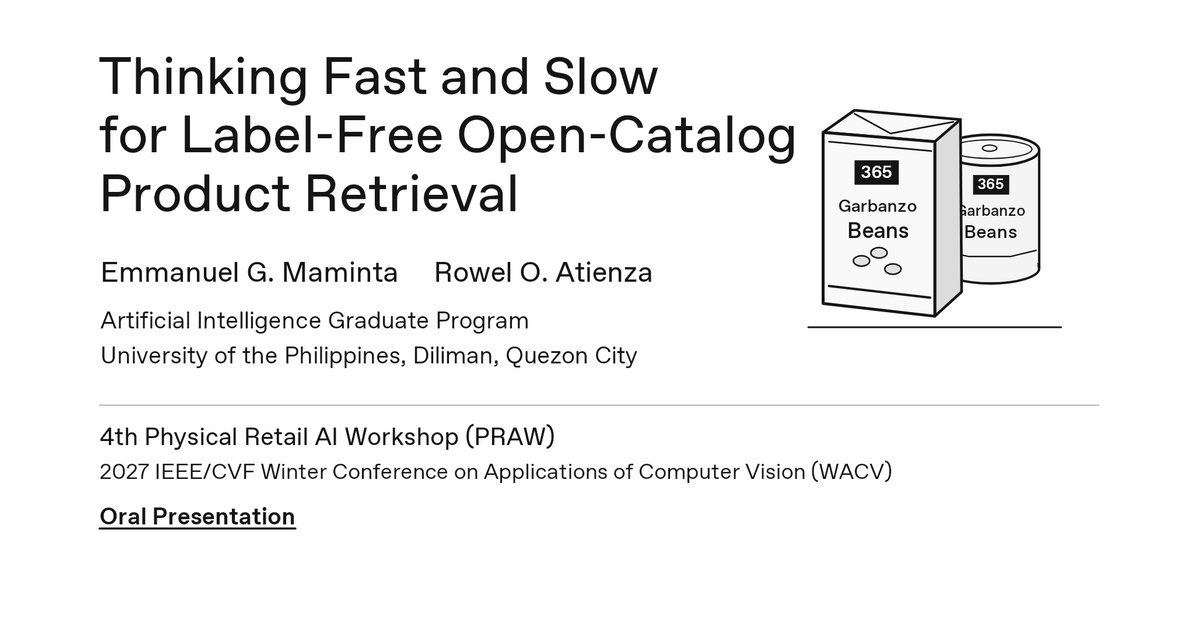 Thinking Fast and Slow
for Label-Free Open-Catalog
Product Retrieval
Emmanuel G. Maminta
Rowel O. Atienza
Artificial Intelligence Graduate Program
University of the Philippines, Diliman, Quezon City
4th Physical Retail AI Workshop (PRAW)
2027 IEEE/CVF Winter Conference on Applications of Computer Vision (WACV)
Oral Presentation
365
Garbanzo
Beans
365
Garbanzo
Beans